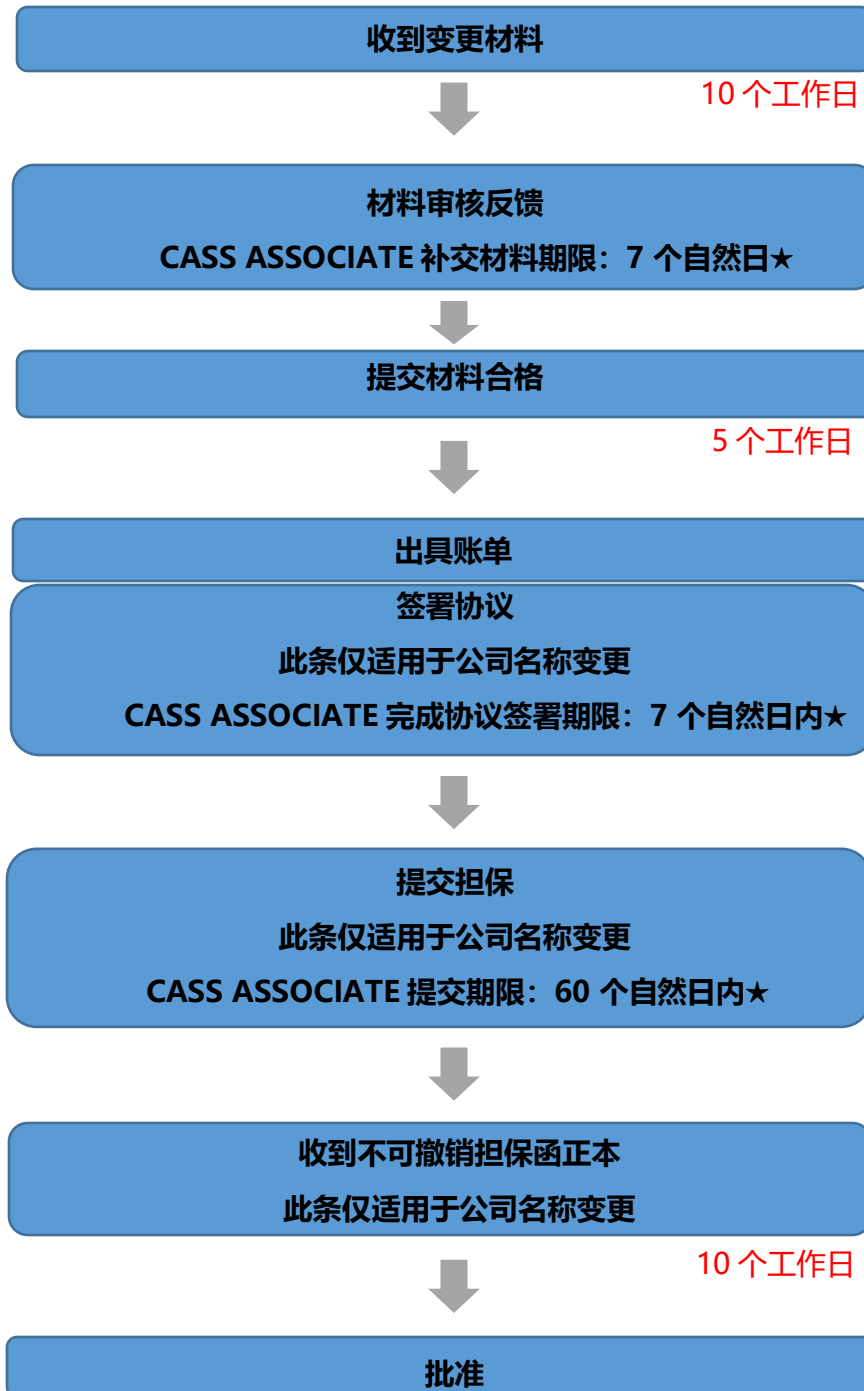 收到变更材料
10 个工作日
材料审核反馈
CASS ASSOCIATE 补交材料期限：7 个自然日★
提交材料合格
5 个工作日
出具账单
签署协议
此条仅适用于公司名称变更
CASS ASSOCIATE 完成协议签署期限：7 个自然日内★
提交担保
此条仅适用于公司名称变更
CASS ASSOCIATE 提交期限：60 个自然日内★
收到不可撤销担保函正本
此条仅适用于公司名称变更
10 个工作日
批准